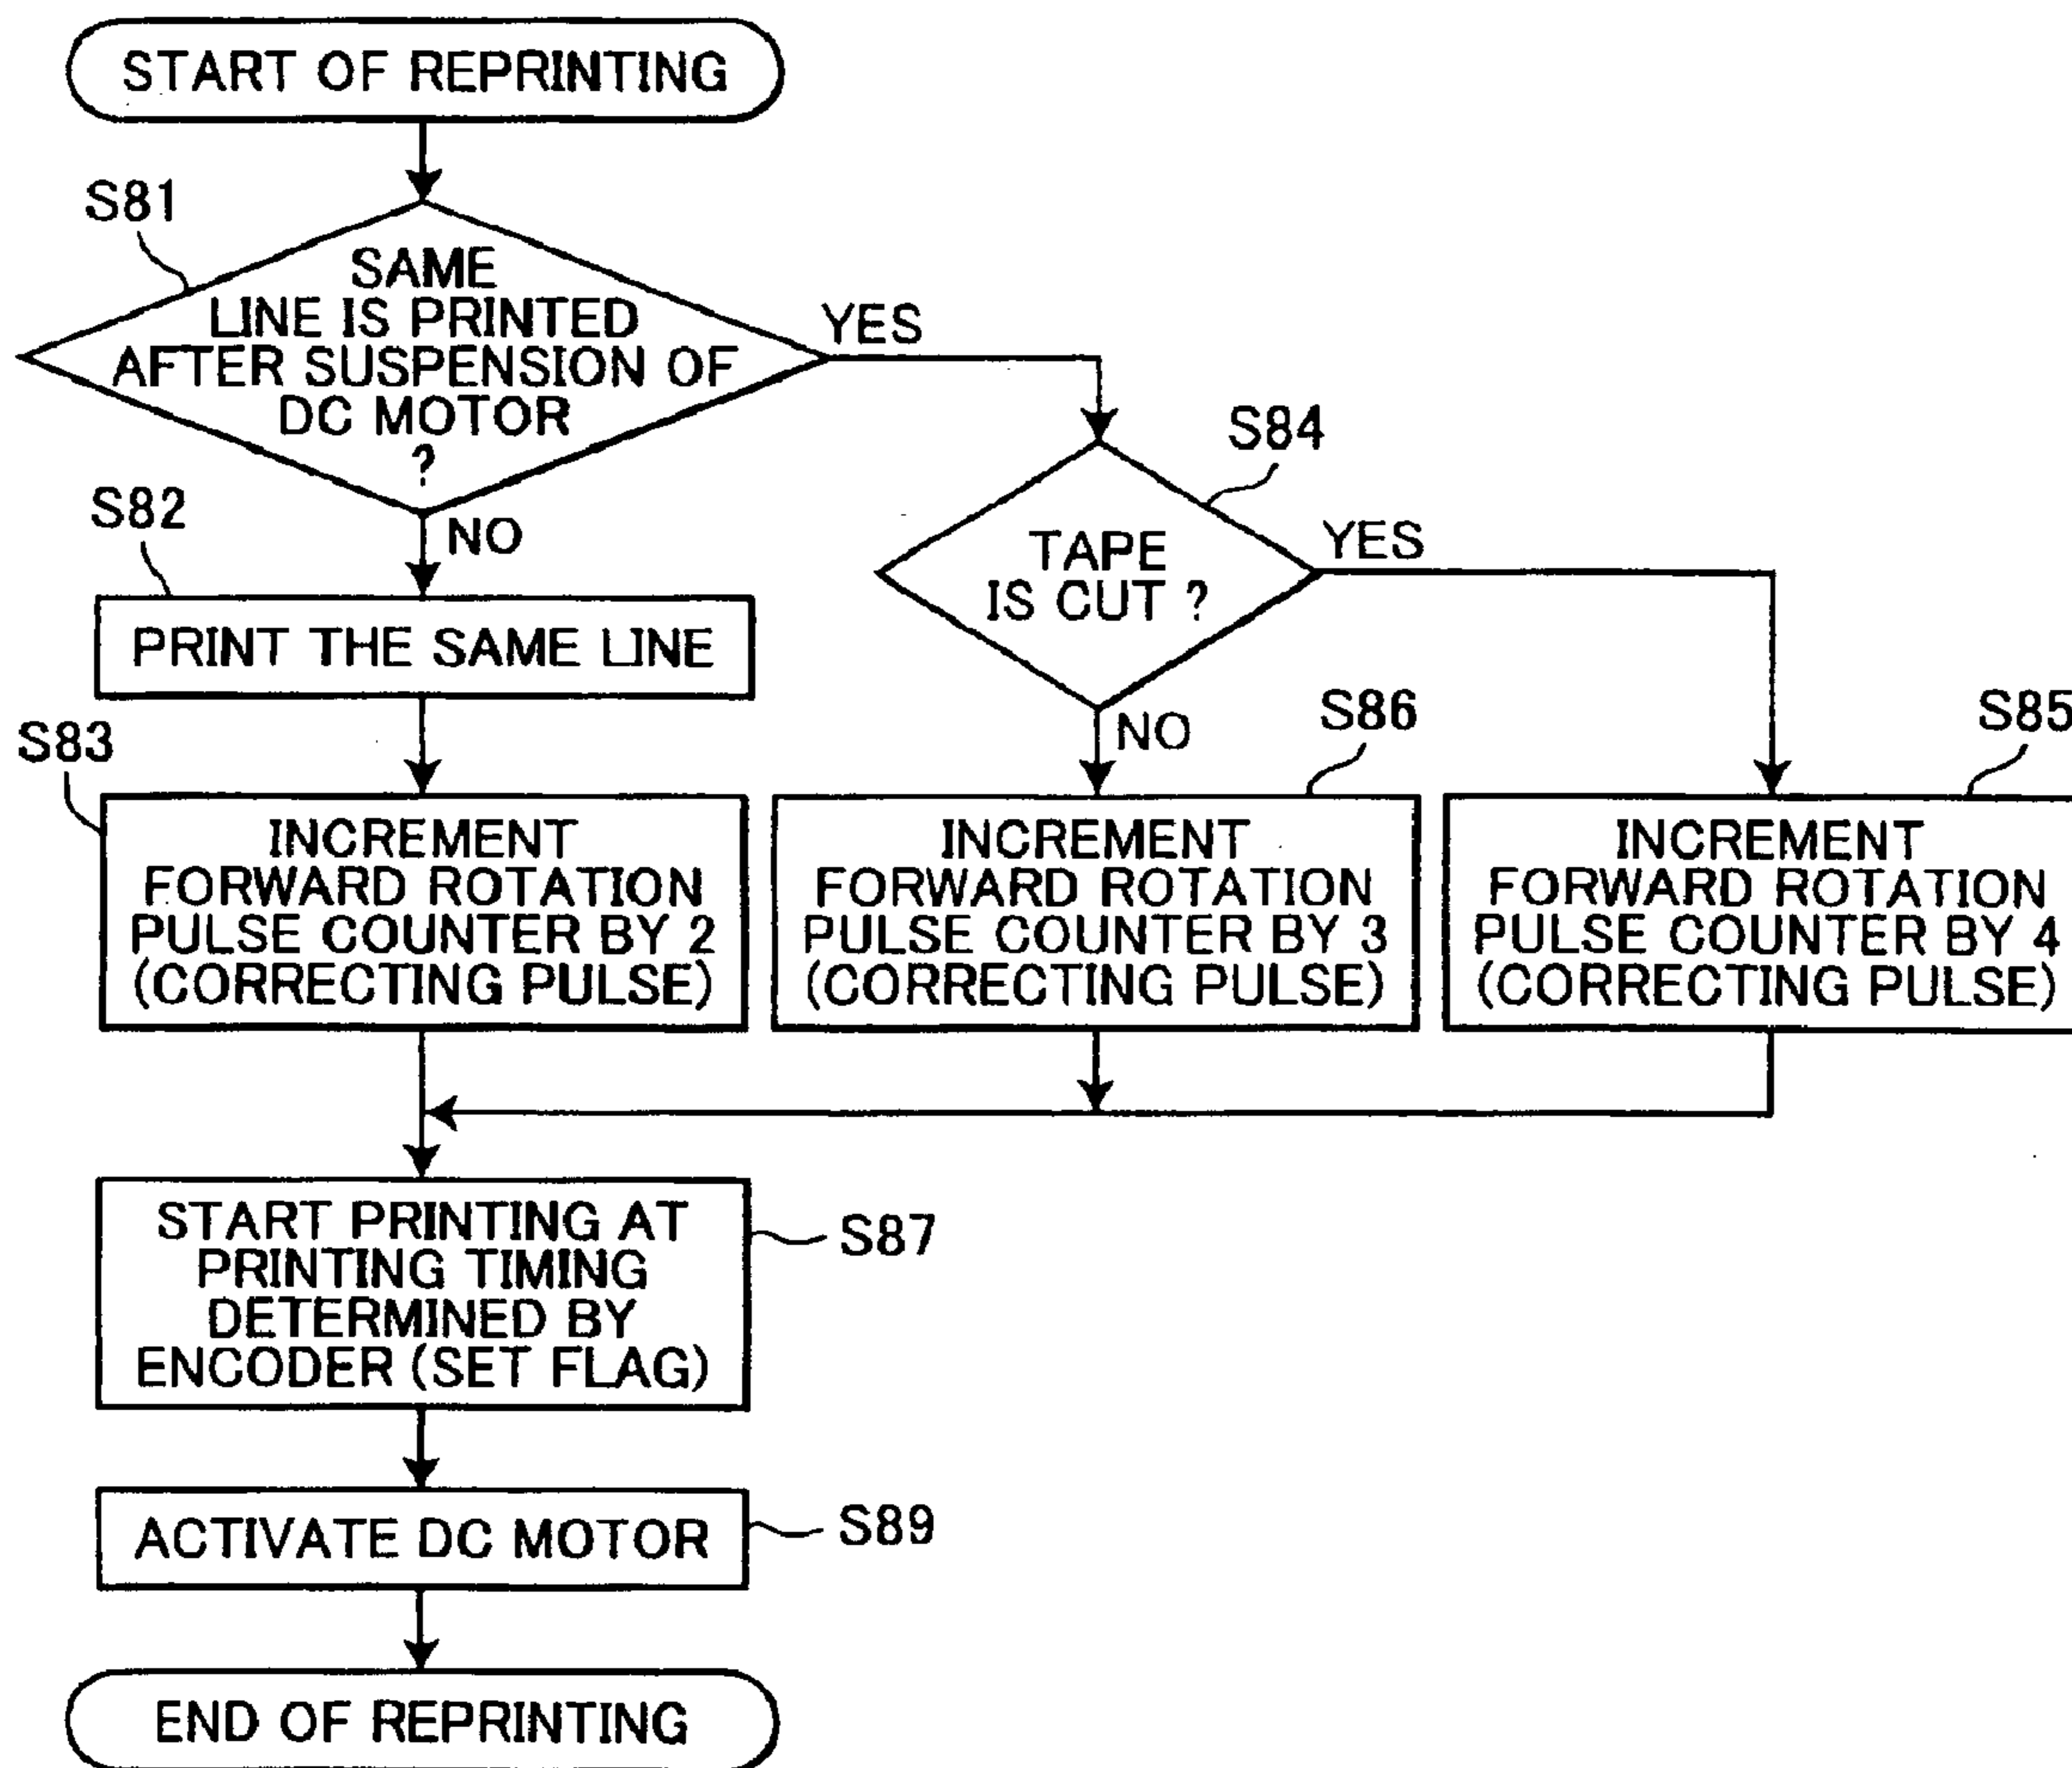 START OF REPRINTING
S81
SAME
LINE IS PRINTED
AFTER SUSPENSION OF
DC MOTOR
?
YES
NO
S82
PRINT THE SAME LINE
S84
TAPE
IS CUT ?
YES
NO
S83
INCREMENT
FORWARD ROTATION
PULSE COUNTER BY 2
(CORRECTING PULSE)
S86
INCREMENT
FORWARD ROTATION
PULSE COUNTER BY 3
(CORRECTING PULSE)
S85
INCREMENT
FORWARD ROTATION
PULSE COUNTER BY 4
(CORRECTING PULSE)
START PRINTING AT
PRINTING TIMING
DETERMINED BY
ENCODER (SET FLAG)
S87
ACTIVATE DC MOTOR
S89
END OF REPRINTING